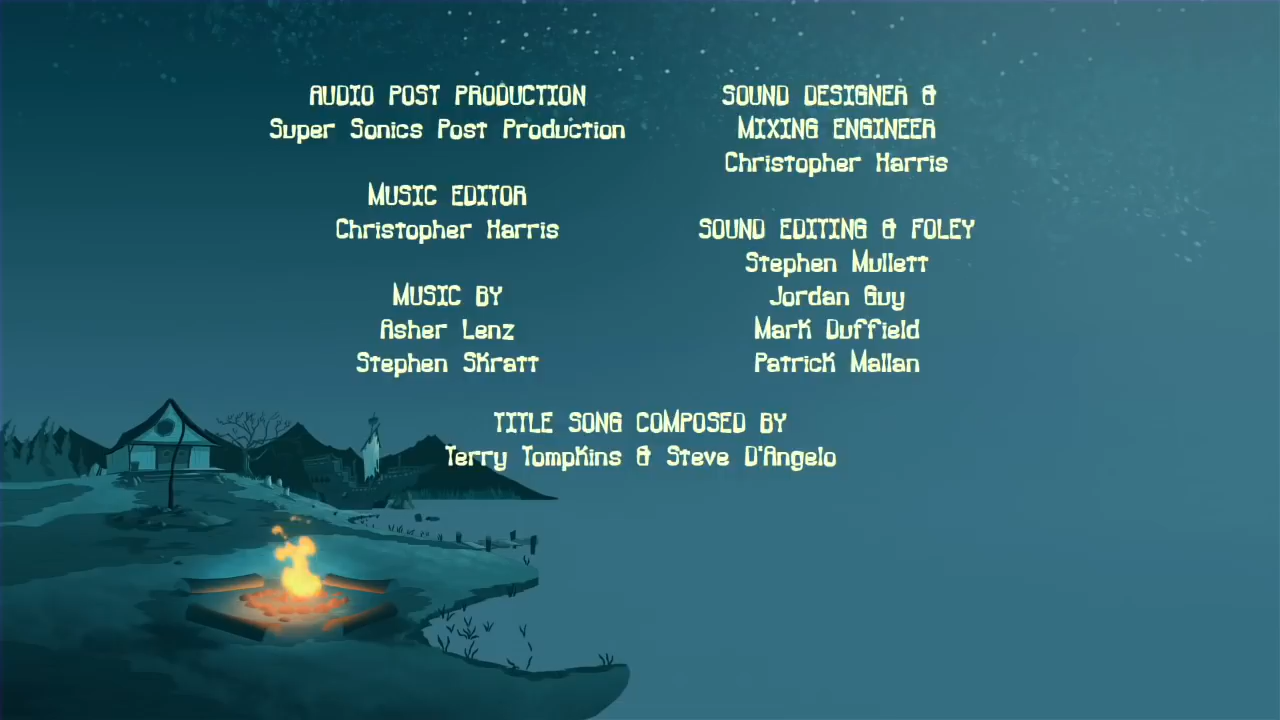 AUDIO POST PRODUCTION
Super Sonics Post Production
MUSIC EDITOR
Christopher Harris
MUSIC BY
Asher Lenz
Stephen Skratt
SOUND DESIGNER &
MIXING ENGINEER
Christopher Harris
SOUND EDITING & FOLEY
Stephen Mullett
Jordan Guy
Mark Duffield
Patrick Mallan
TITLE SONG COMPOSED BY
Terry Tompkins & Steve D'Angelo